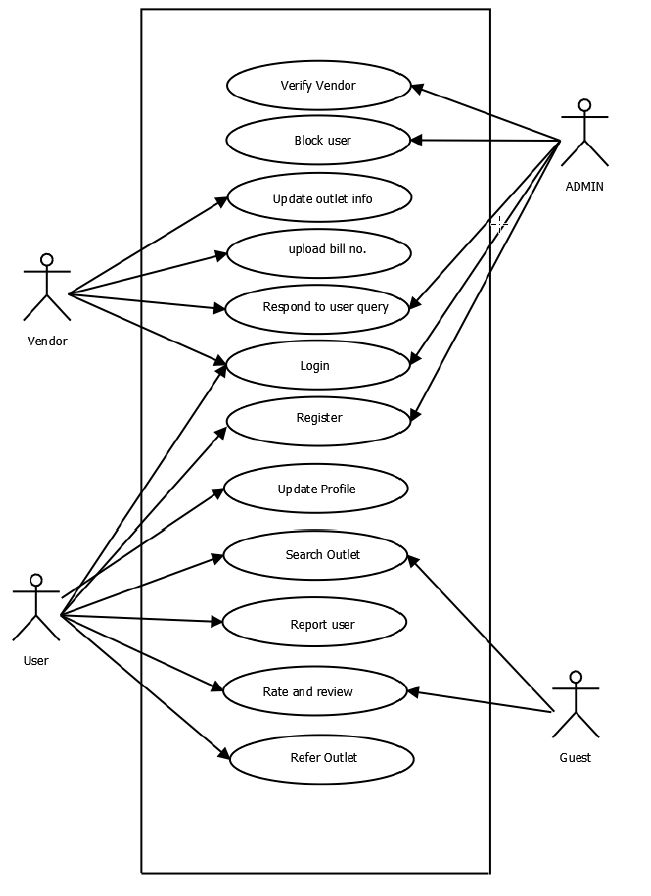 Verify Vendor
Block user
ADMIN
Update outlet info
upload bill no.
Respond to user query
Vendor
Login
Register
Update Profile
Search Outlet
Report user
User
Rate and review
Refer Outlet
Guest